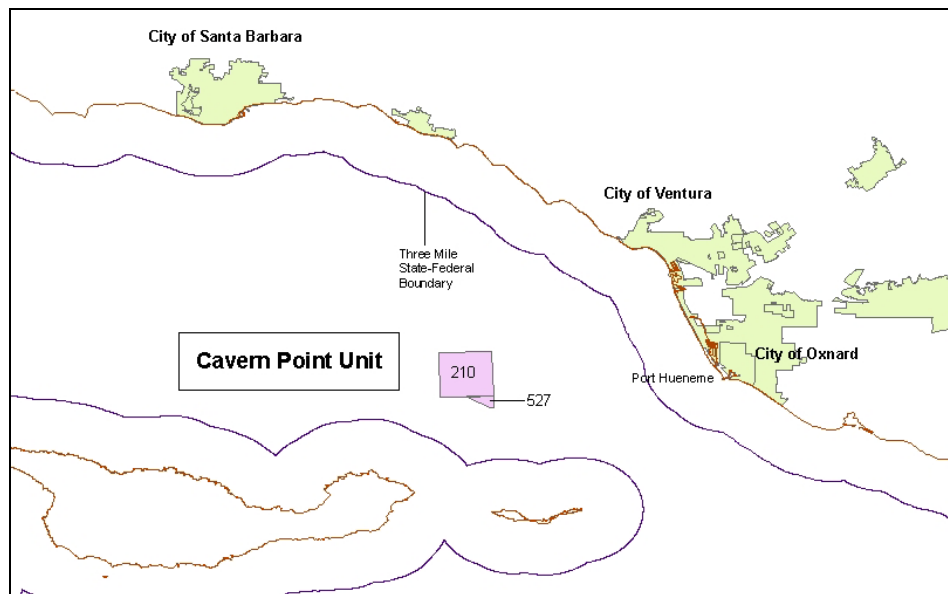 City of Santa Barbara
City of Ventura
Three Mile
State-Federal
Boundary
Cavern Point Unit
210
527
City of Oxnard
Port Hueneme